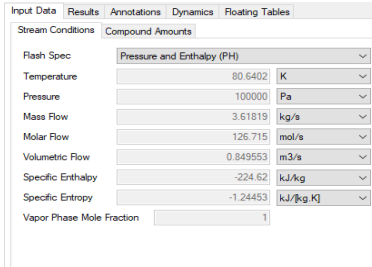 Input Data Results Annotations Dynamics Floating Tables
Stream Conditions Compound Amounts
Flash Spec Pressure and Enthalpy (PH)
Temperature 80.6402 K
Pressure 100000 Pa
Mass Flow 3.61819 kg/s
Molar Flow 126.715 mol/s
Volumetric Flow 0.849553 m3/s
Specific Enthalpy -224.62 kJ/kg
Specific Entropy -1.24453 kJ/[kg.K]
Vapor Phase Mole Fraction 1